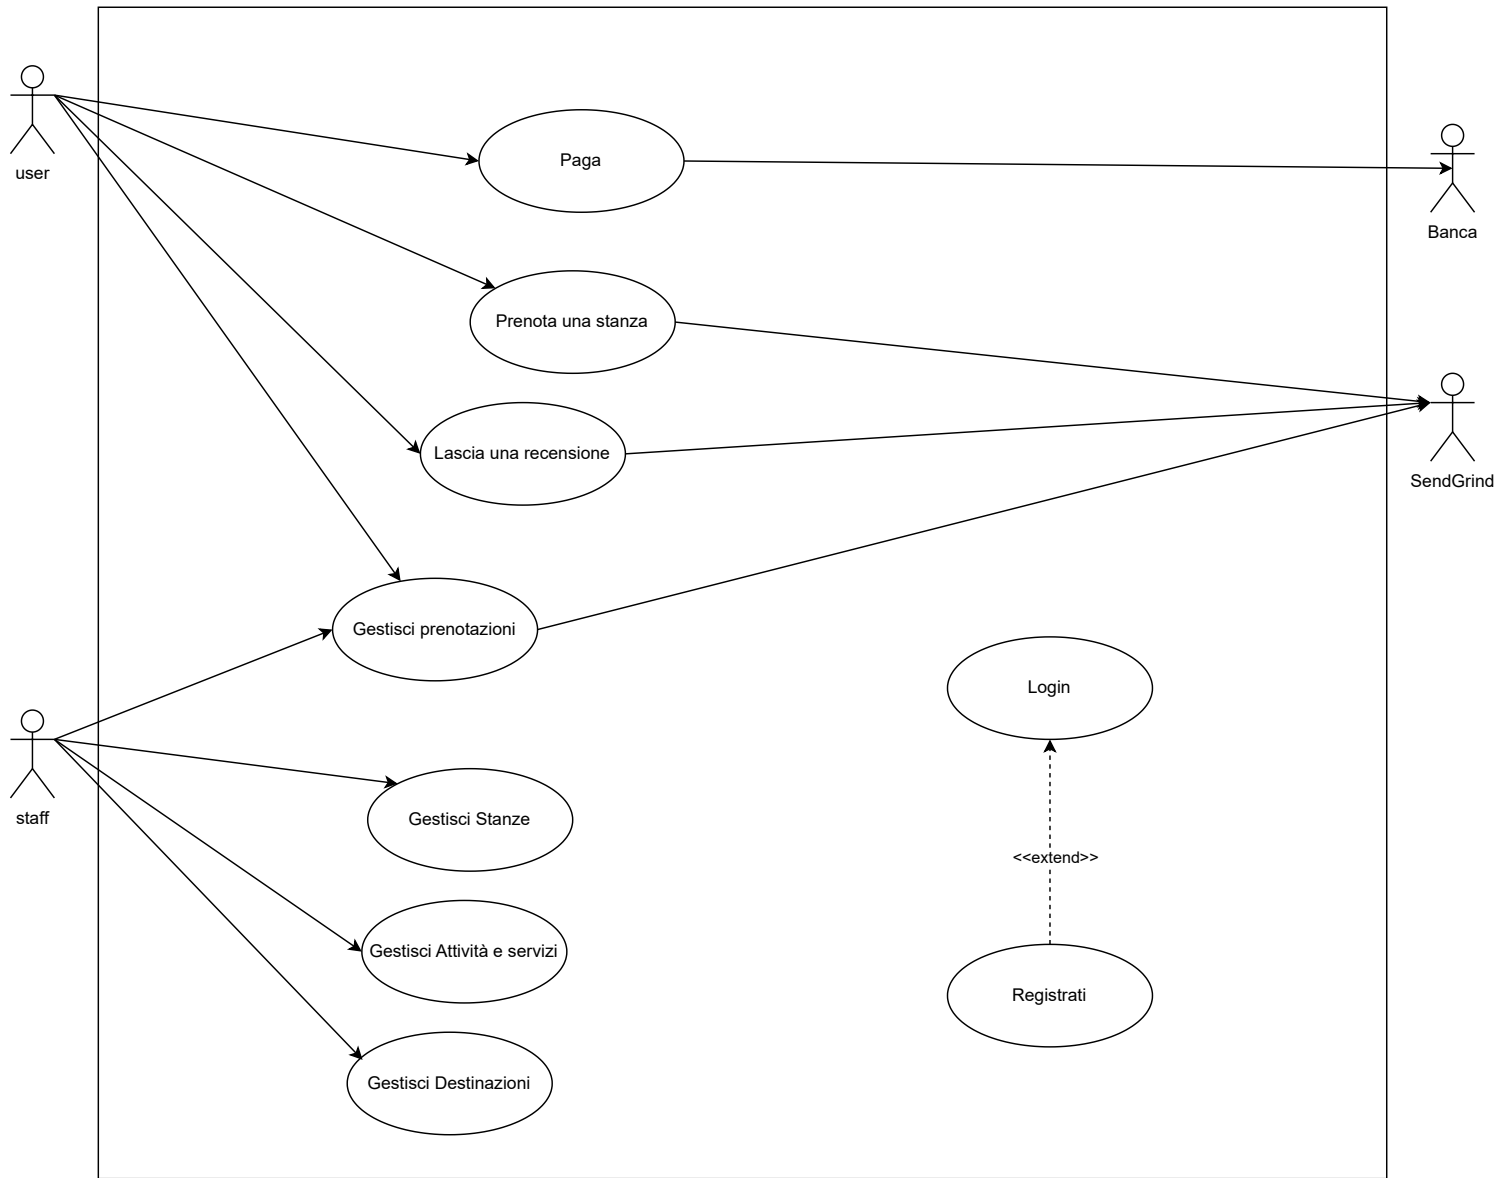 user
Paga
Banca
Prenota una stanza
Lascia una recensione
SendGrind
Gestisci prenotazioni
Login
staff
Gestisci Stanze
<<extend>>
Gestisci Attività e servizi
Registrati
Gestisci Destinazioni